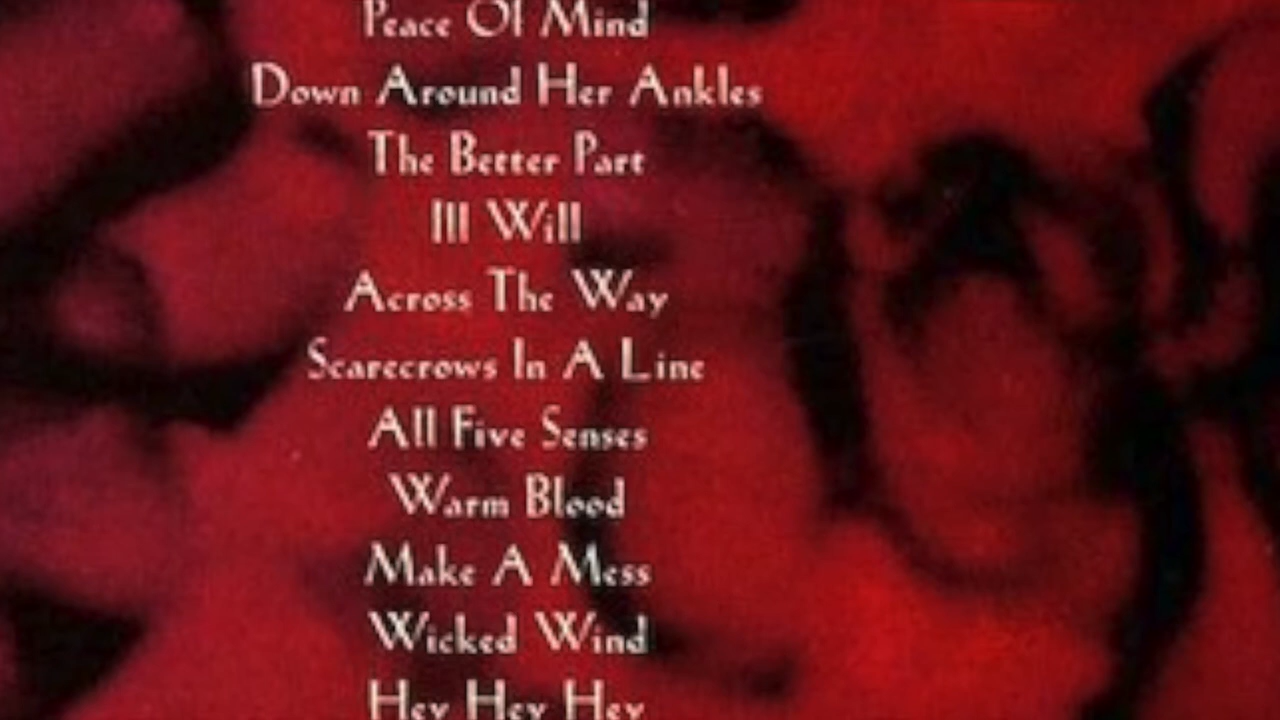 Peace Of Mind
Down Around Her Ankles
The Better Part
Ill Will
Across The Way
Scarecrows In A Line
All Five Senses
Warm Blood
Make A Mess
Wicked Wind
Hey Hey Hey